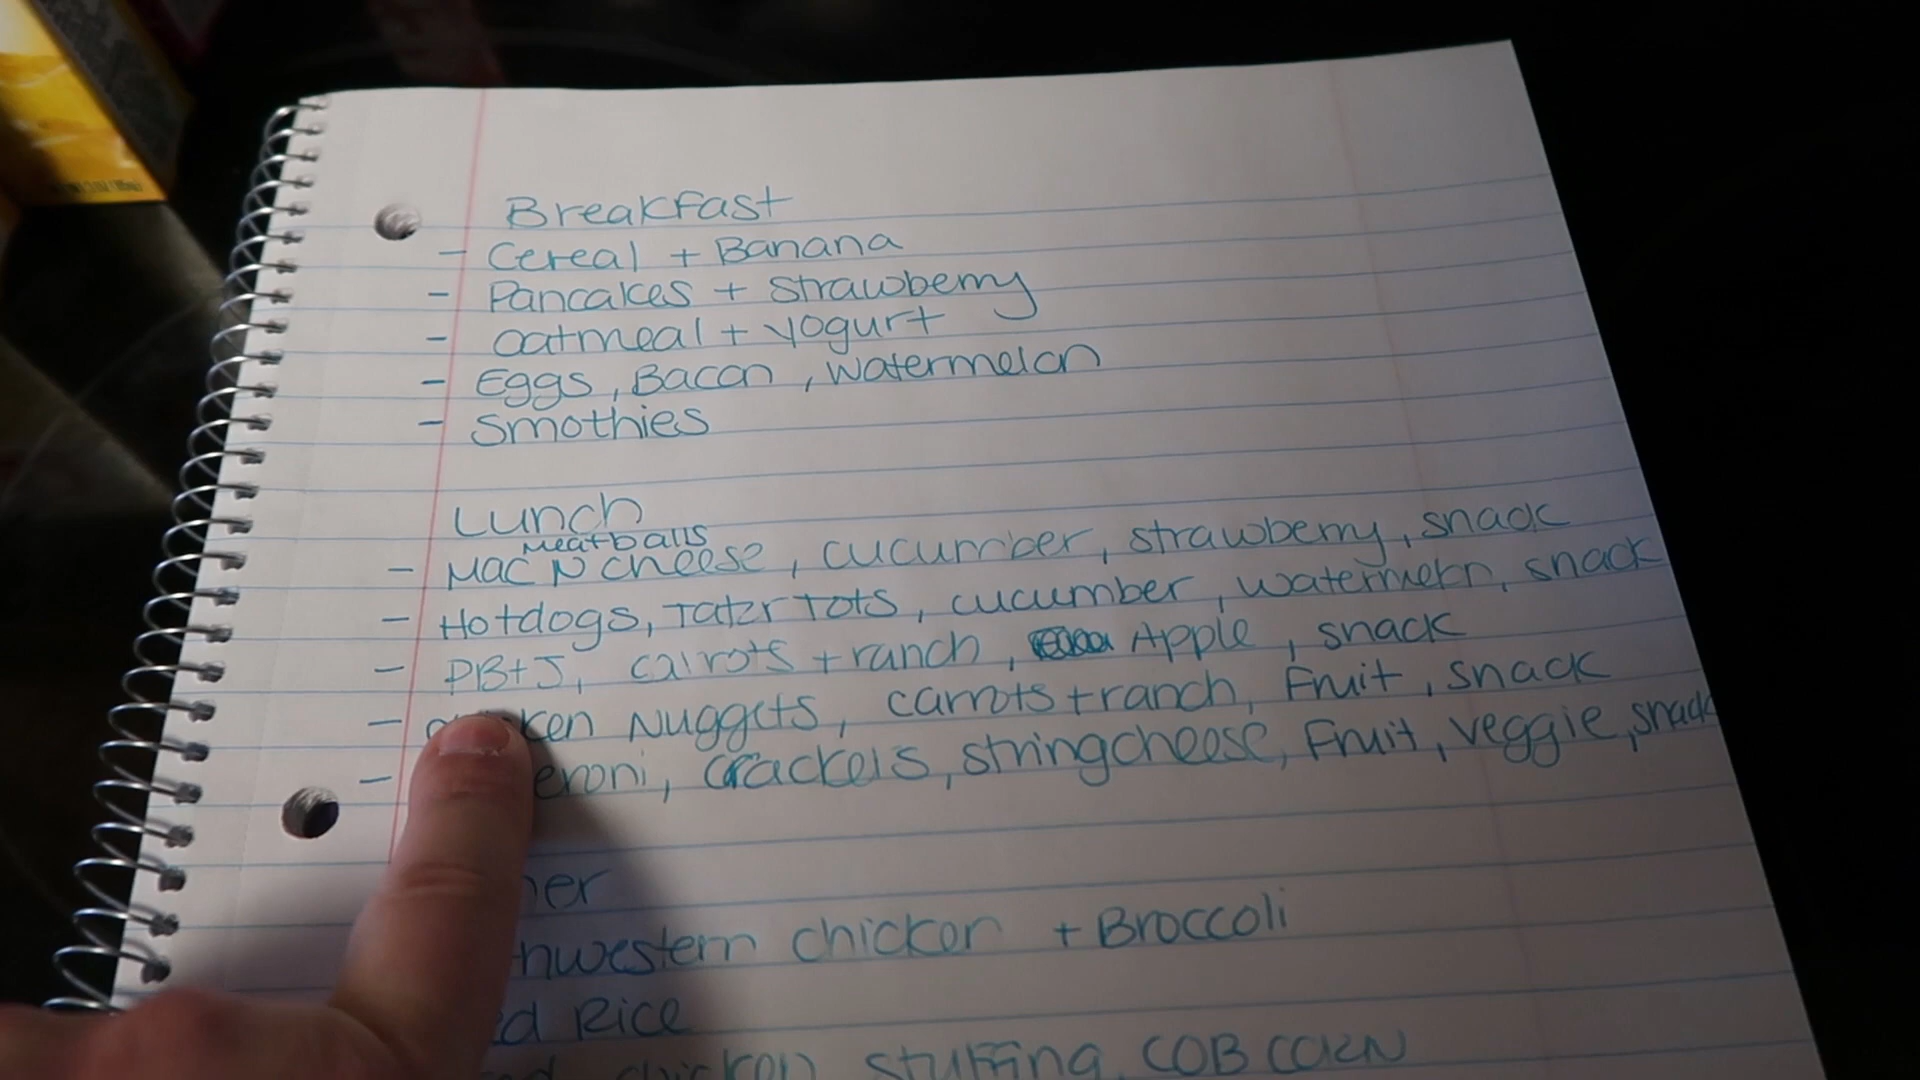 Breakfast
- Cereal + Banana
- Pancakes + Strawberry
- oatmeal + yogurt
- Eggs, Bacon, watermelon
- Smothies
Lunch
Meatballs
- Mac N cheese, cucumber, strawberry, snack
- Hotdogs, Tater Tots, cucumber, watermelon, snack
- PB+J, carrots + ranch, Apple, snack
- Nuggets, carrots + ranch, Fruit, snack
- crackers, stringcheese, Fruit, veggie, snack
chicken + Broccoli
Rice
chicken stuffing, COB CORN